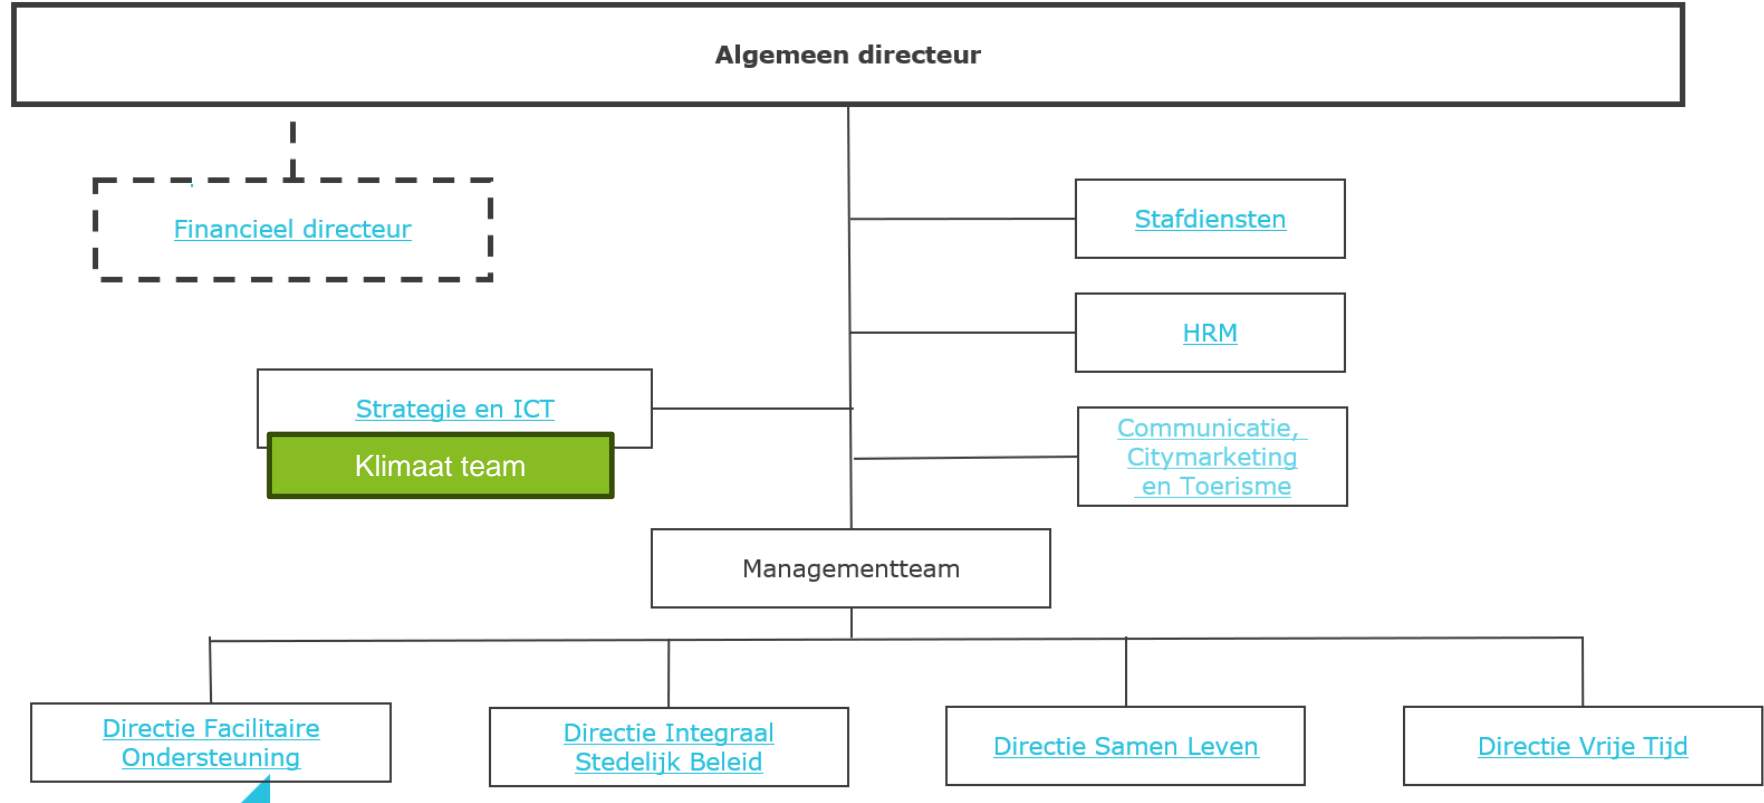 Algemeen directeur
Financieel directeur
Stafdiensten
HRM
Strategie en ICT
Klimaat team
Communicatie,
Citymarketing
en Toerisme
Managementteam
Directie Facilitaire
Ondersteuning
Directie Integraal
Stedelijk Beleid
Directie Samen Leven
Directie Vrije Tijd